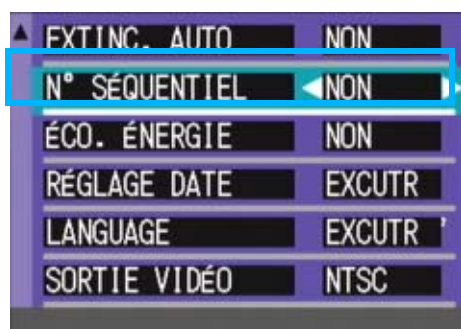 EXTINC. AUTO NON
N° SÉQUENTIEL NON
ÉCO. ÉNERGIE NON
RÉGLAGE DATE EXCUTR
LANGUAGE EXCUTR
SORTIE VIDÉO NTSC